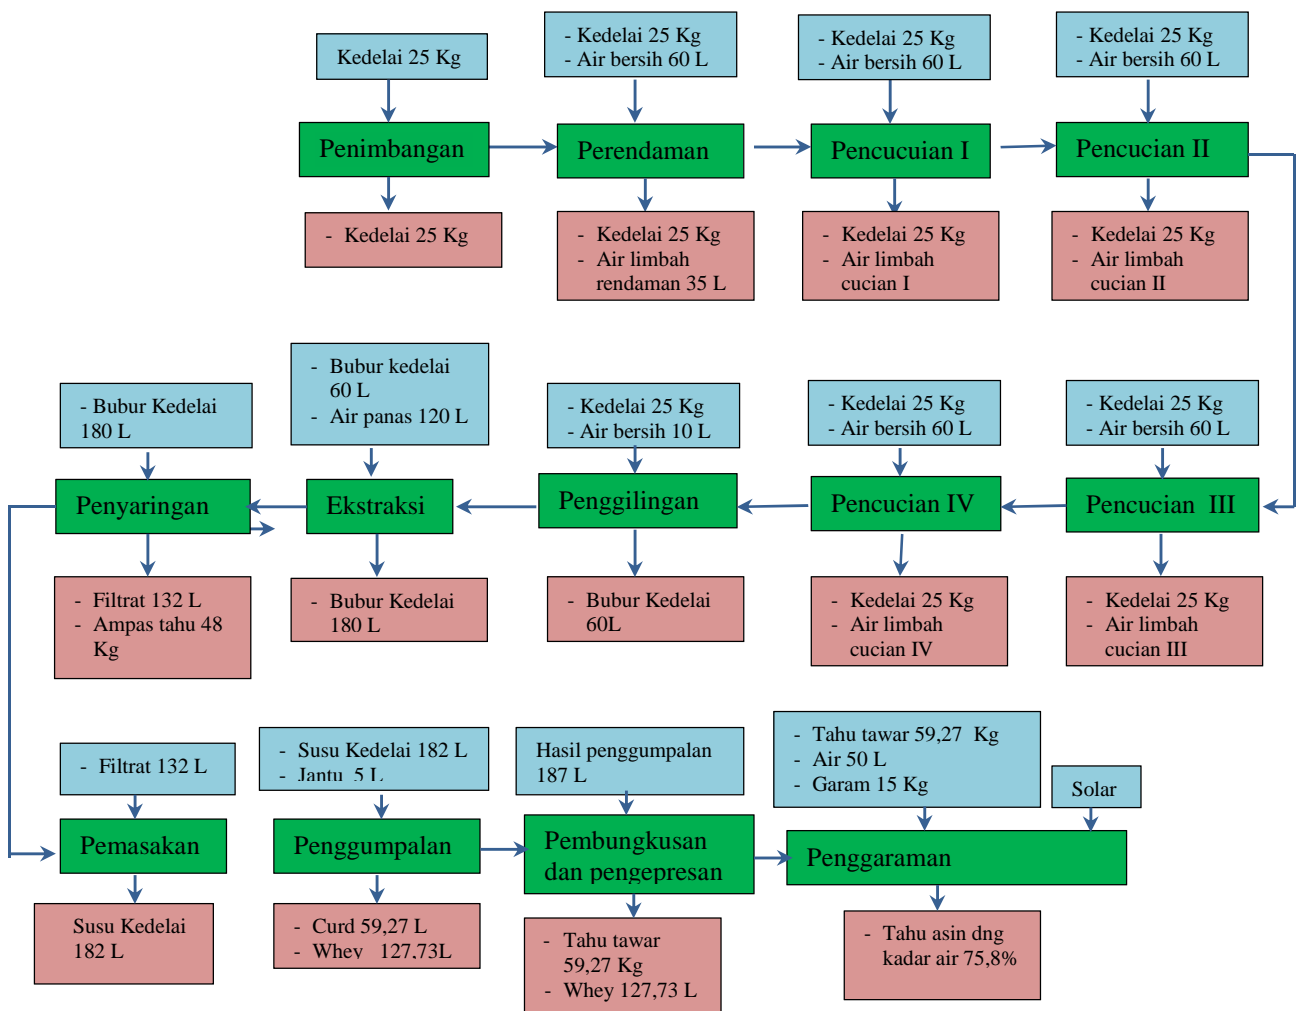 Kedelai 25 Kg
- Kedelai 25 Kg
- Air bersih 60 L
- Kedelai 25 Kg
- Air bersih 60 L
- Kedelai 25 Kg
- Air bersih 60 L
Penimbangan
Perendaman
Pencucuian I
Pencucian II
- Kedelai 25 Kg
- Kedelai 25 Kg
- Air limbah
rendaman 35 L
- Kedelai 25 Kg
- Air limbah
cucian I
- Kedelai 25 Kg
- Air limbah
cucian II
- Bubur Kedelai
180 L
- Bubur kedelai
60 L
- Air panas 120 L
- Kedelai 25 Kg
- Air bersih 10 L
- Kedelai 25 Kg
- Air bersih 60 L
- Kedelai 25 Kg
- Air bersih 60 L
Penyaringan
Ekstraksi
Penggilingan
Pencucian IV
Pencucian III
- Filtrat 132 L
- Ampas tahu 48
Kg
- Bubur Kedelai
180 L
- Bubur Kedelai
60L
- Kedelai 25 Kg
- Air limbah
cucian IV
- Kedelai 25 Kg
- Air limbah
cucian III
- Filtrat 132 L
- Susu Kedelai 182 L
- Jantu 5 L
Hasil penggumpalan
187 L
- Tahu tawar 59,27 Kg
- Air 50 L
- Garam 15 Kg
Solar
Pemasakan
Penggumpalan
Pembungkusan
dan pengepresan
Penggaraman
Susu Kedelai
182 L
- Curd 59,27 L
- Whey 127,73L
- Tahu tawar
59,27 Kg
- Whey 127,73 L
- Tahu asin dng
kadar air 75,8%